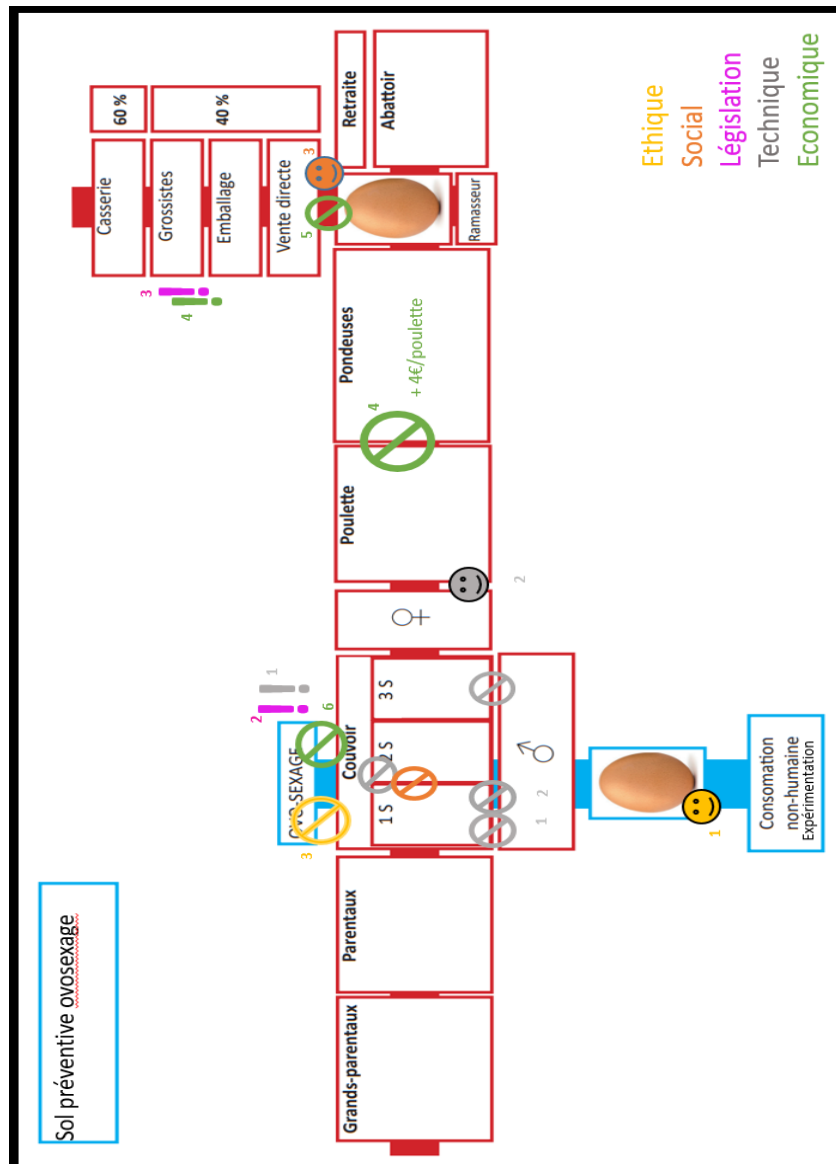 Sol préventive ovosexage
Grands-parentaux
Parentaux
OVO-SEXAGE
3
6
2
1
Couvoir
1 S
2 S
3 S
1
2
♂
♀
2
1
Consomation
non-humaine
Expérimentation
Poulette
4
Pondeuses
+ 4€/poulette
3
4
Casserie
Grossistes
Emballage
Vente directe
60 %
40 %
5
3
Ramasseur
Retraite
Abattoir
Ethique
Social
Législation
Technique
Economique